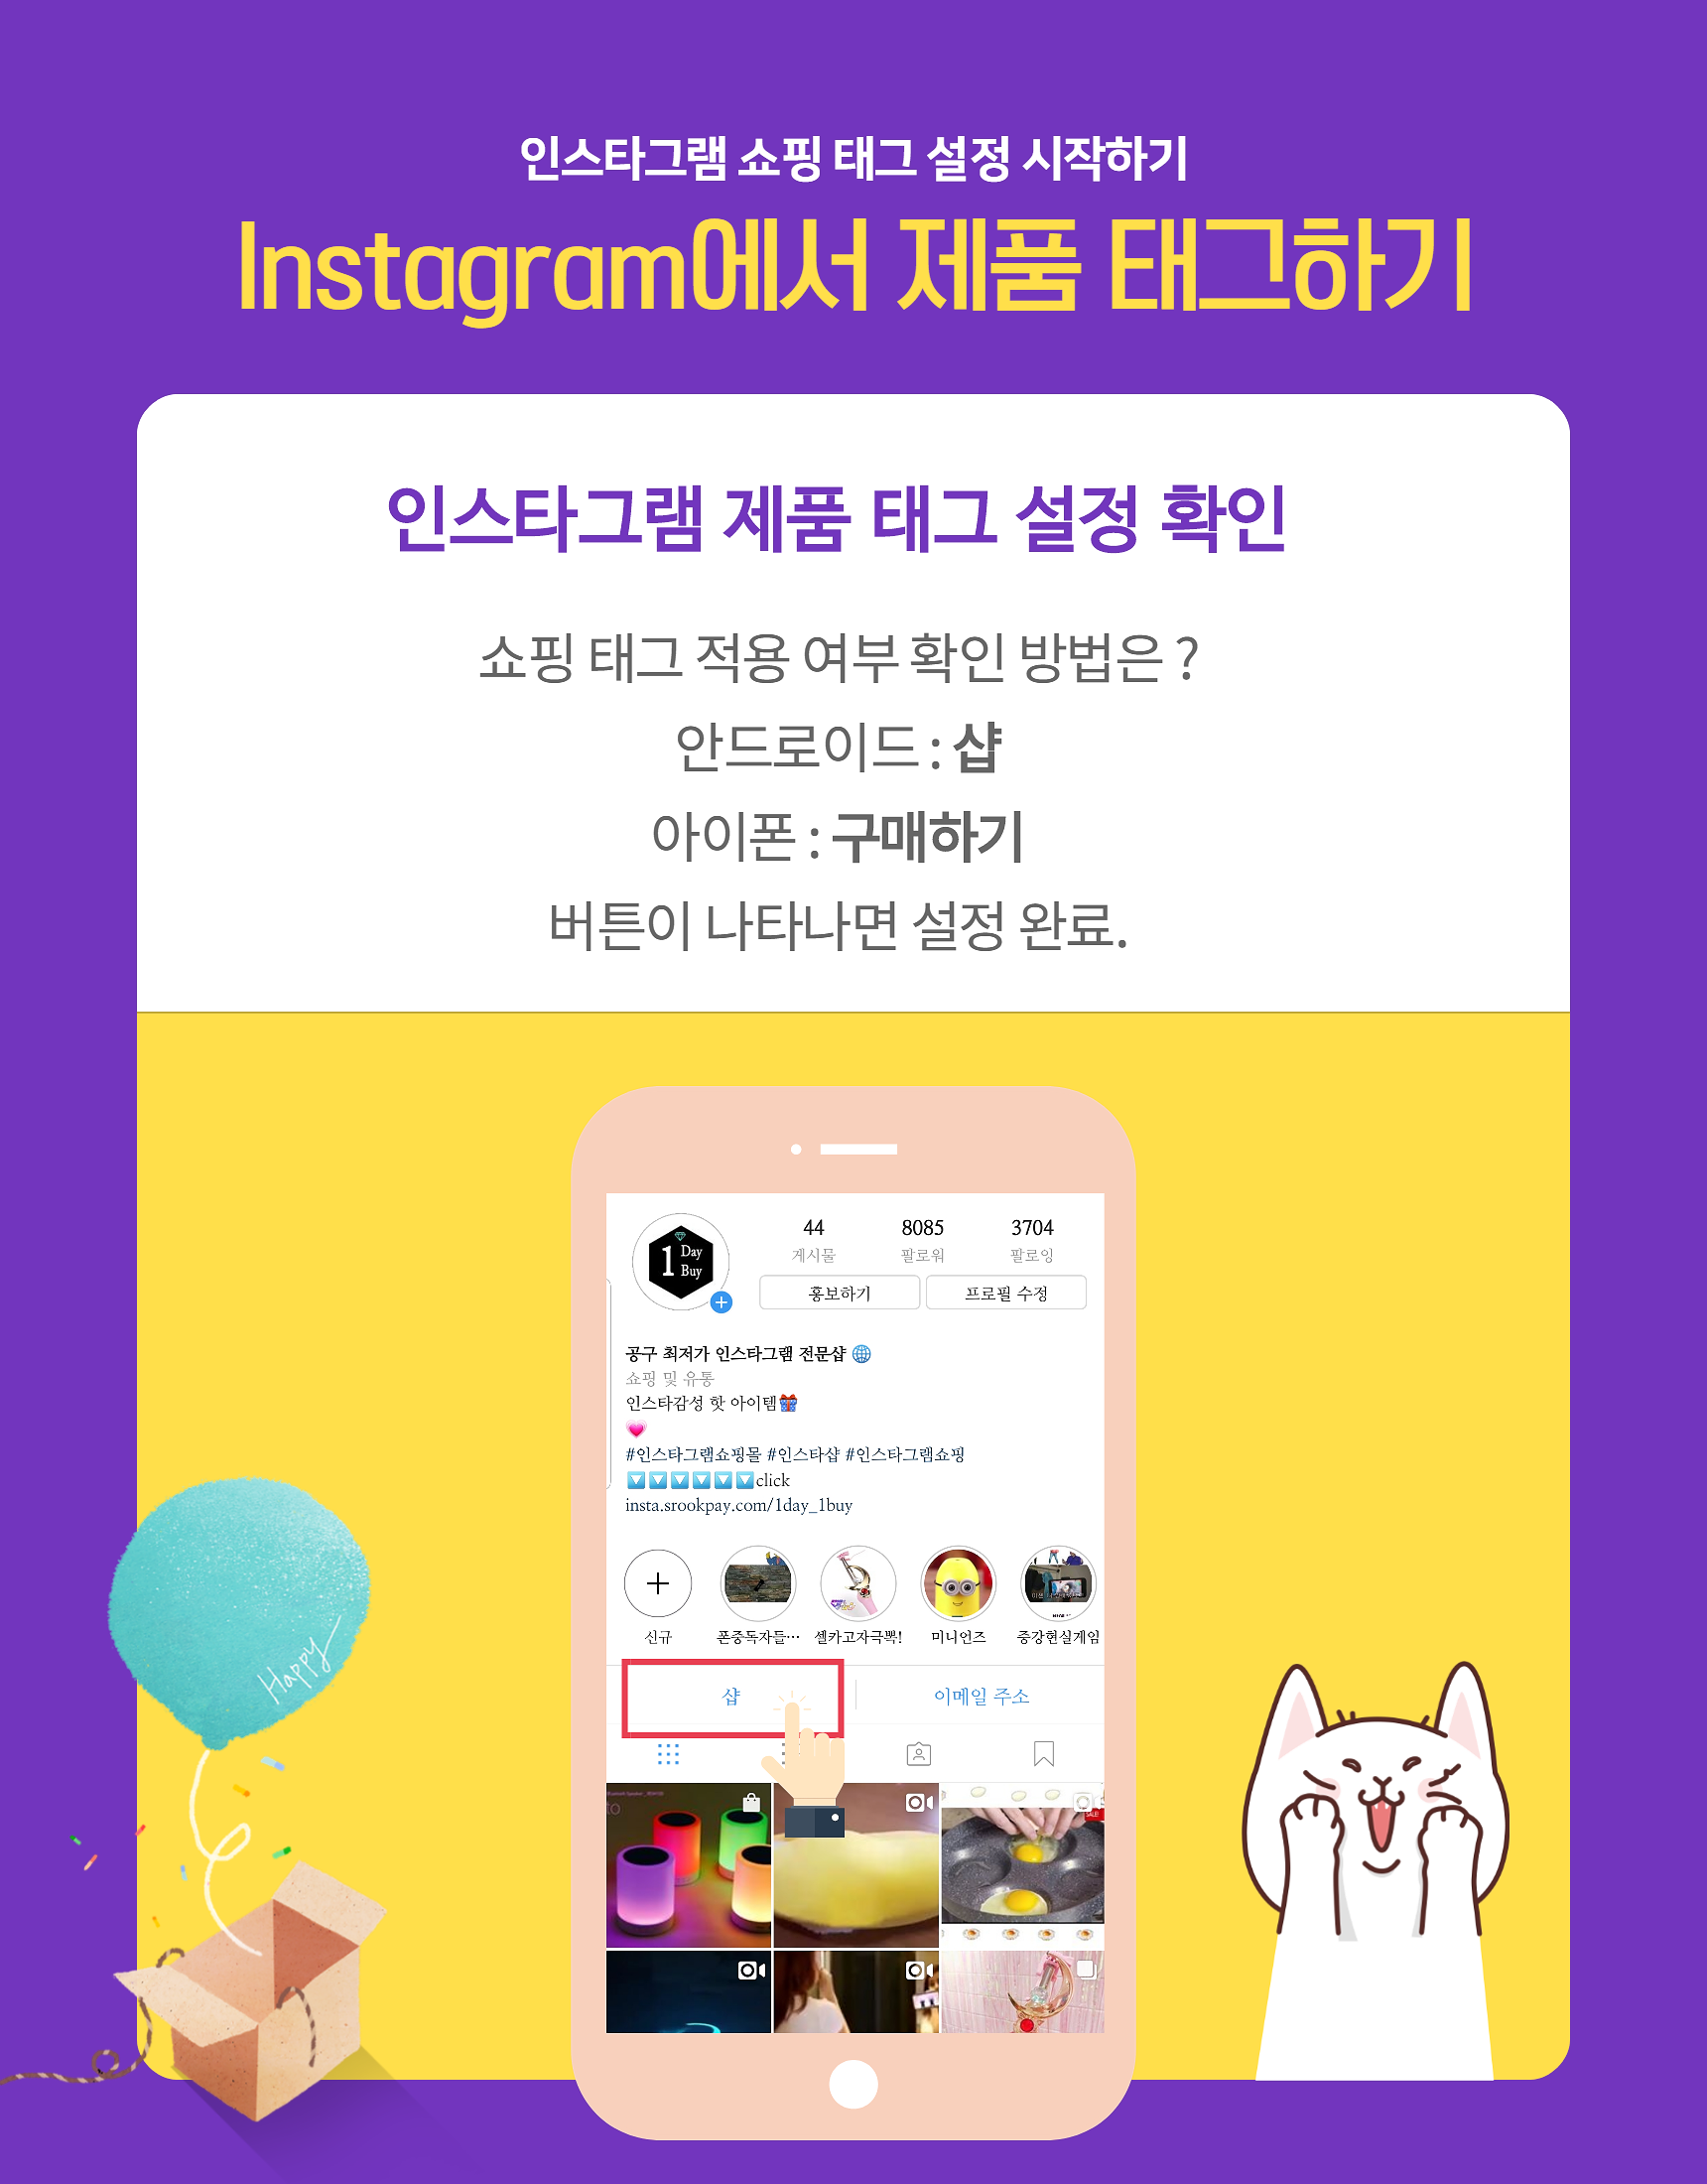 인스타그램 쇼핑 태그 설정 시작하기
Instagram에서 제품 태그하기
인스타그램 제품 태그 설정 확인
쇼핑 태그 적용 여부 확인 방법은 ?
안드로이드 : 샵
아이폰 : 구매하기
버튼이 나타나면 설정 완료.
1 Day Buy
44 8085 3704
게시물 팔로워 팔로잉
홍보하기 프로필 수정
공구 최저가 인스타그램 전문샵 🌐
쇼핑 및 유통
인스타감성 핫 아이템🎁
💗
#인스타그램쇼핑몰 #인스타샵 #인스타그램쇼핑
🔽🔽🔽🔽🔽🔽click
insta.srookpay.com/1day_1buy
신규 폰중독자들… 셀카고자극뽁! 미니언즈 증강현실게임
샵 이메일 주소
Happy
SALE